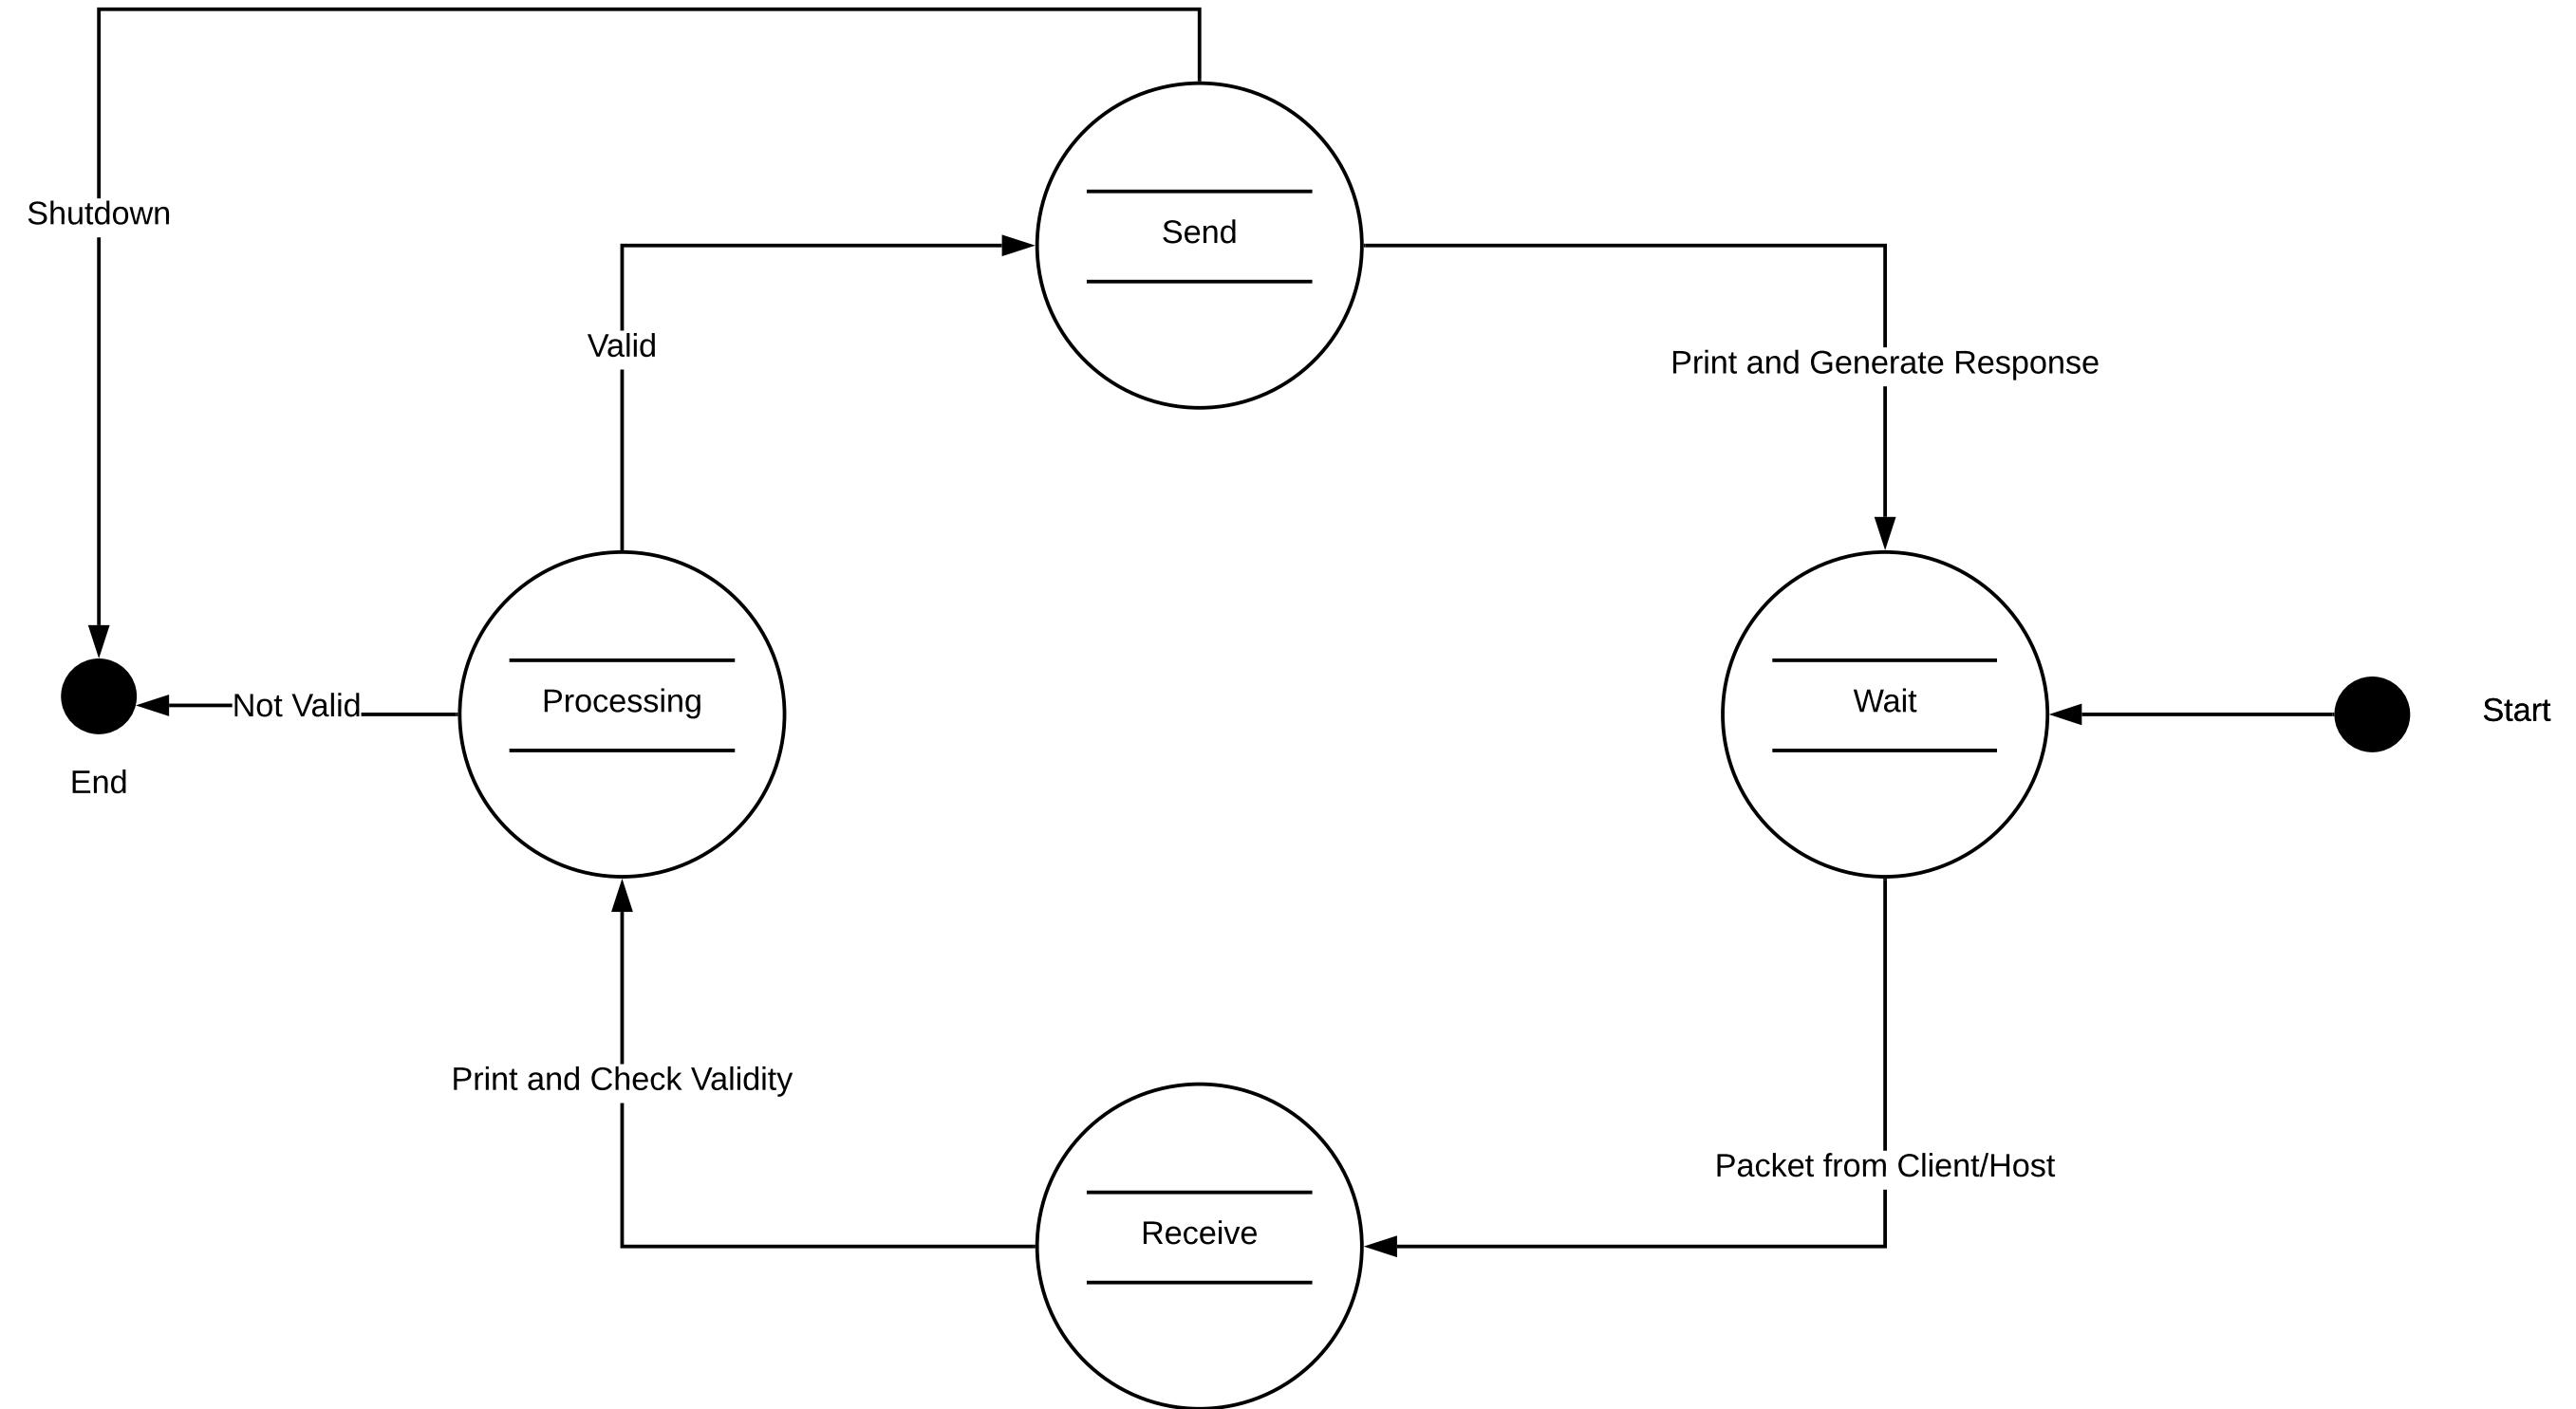 Shutdown
Send
Valid
Print and Generate Response
Processing
Wait
Not Valid
Start
End
Print and Check Validity
Packet from Client/Host
Receive